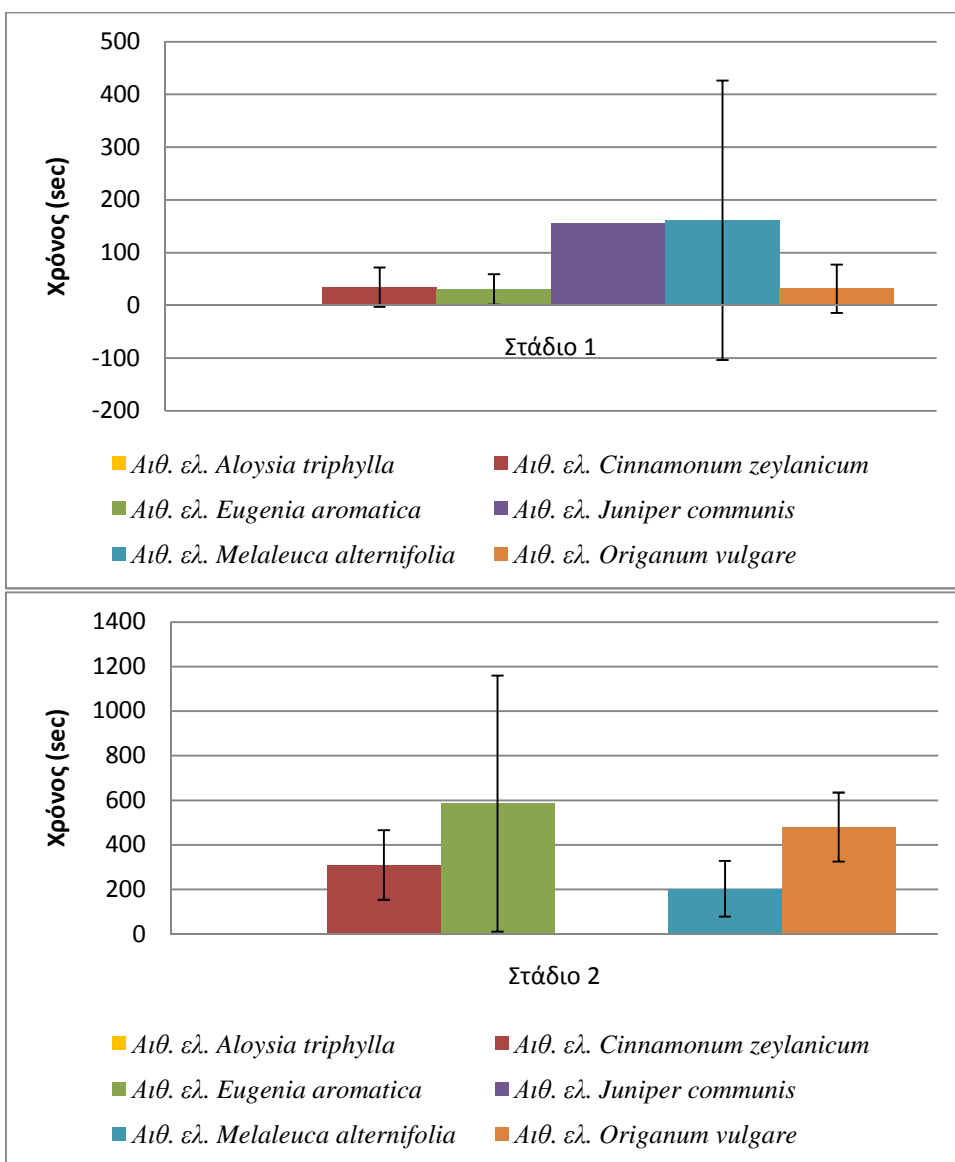 500
400
300
200
100
0
-100
-200
Χρόνος (sec)
Στάδιο 1
Αιθ. ελ. Aloysia triphylla
Αιθ. ελ. Cinnamonum zeylanicum
Αιθ. ελ. Eugenia aromatica
Αιθ. ελ. Juniper communis
Αιθ. ελ. Melaleuca alternifolia
Αιθ. ελ. Origanum vulgare
1400
1200
1000
800
600
400
200
0
Χρόνος (sec)
Στάδιο 2
Αιθ. ελ. Aloysia triphylla
Αιθ. ελ. Cinnamonum zeylanicum
Αιθ. ελ. Eugenia aromatica
Αιθ. ελ. Juniper communis
Αιθ. ελ. Melaleuca alternifolia
Αιθ. ελ. Origanum vulgare